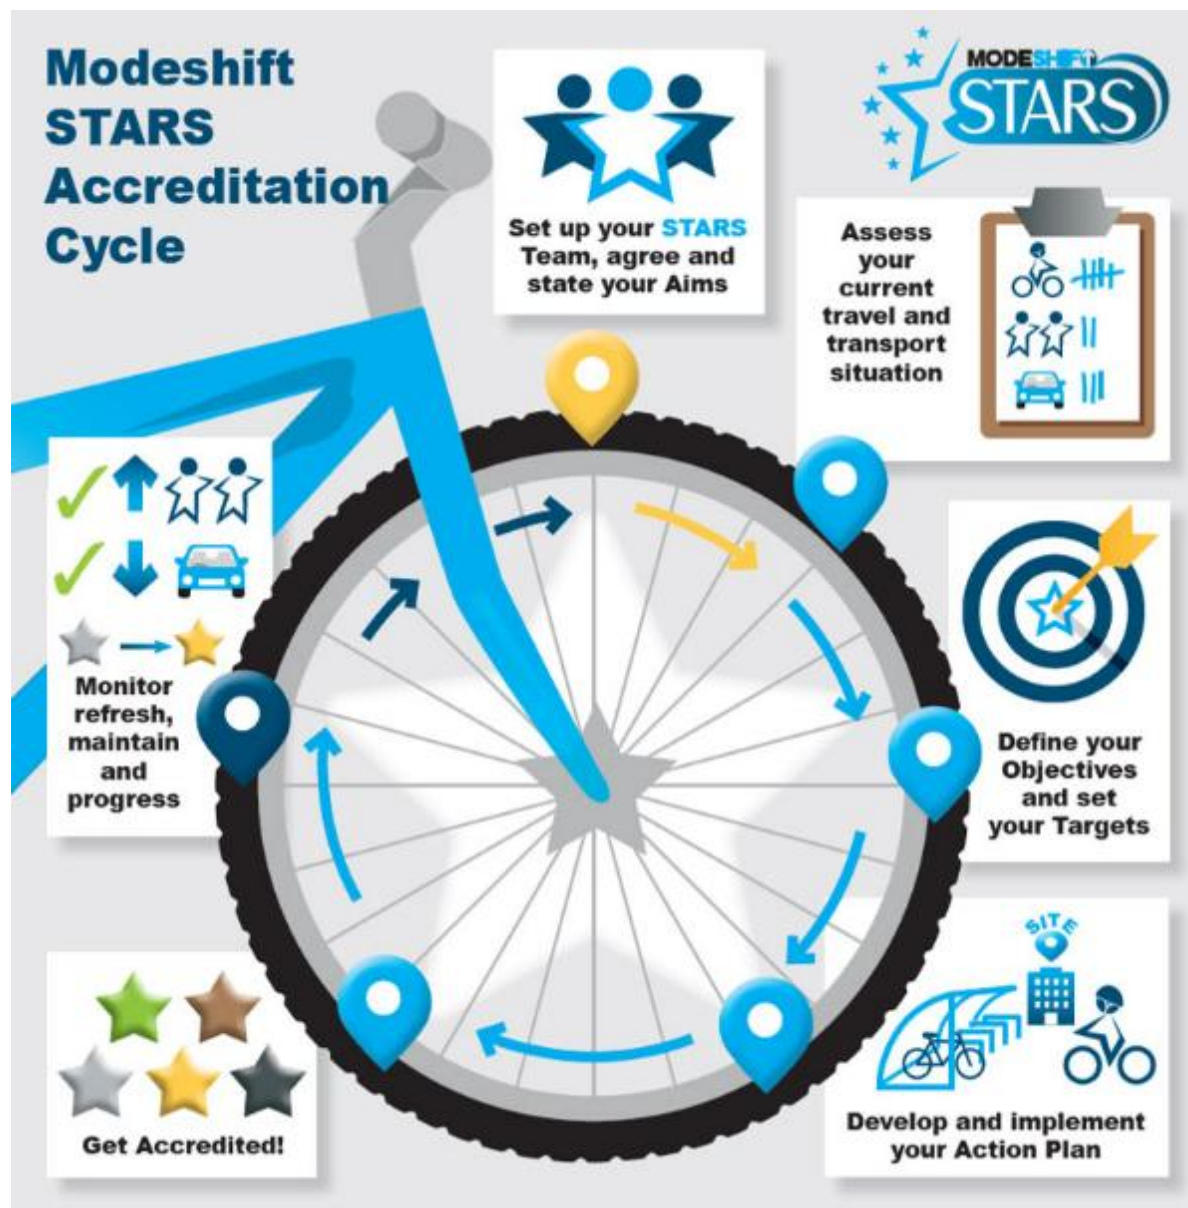 Modeshift
STARS
Accreditation
Cycle
MODESHIFT
STARS
Set up your STARS
Team, agree and
state your Aims
Assess
your
current
travel and
transport
situation
Define your
Objectives
and set
your Targets
SITE
Develop and implement
your Action Plan
Get Accredited!
Monitor
refresh,
maintain
and
progress